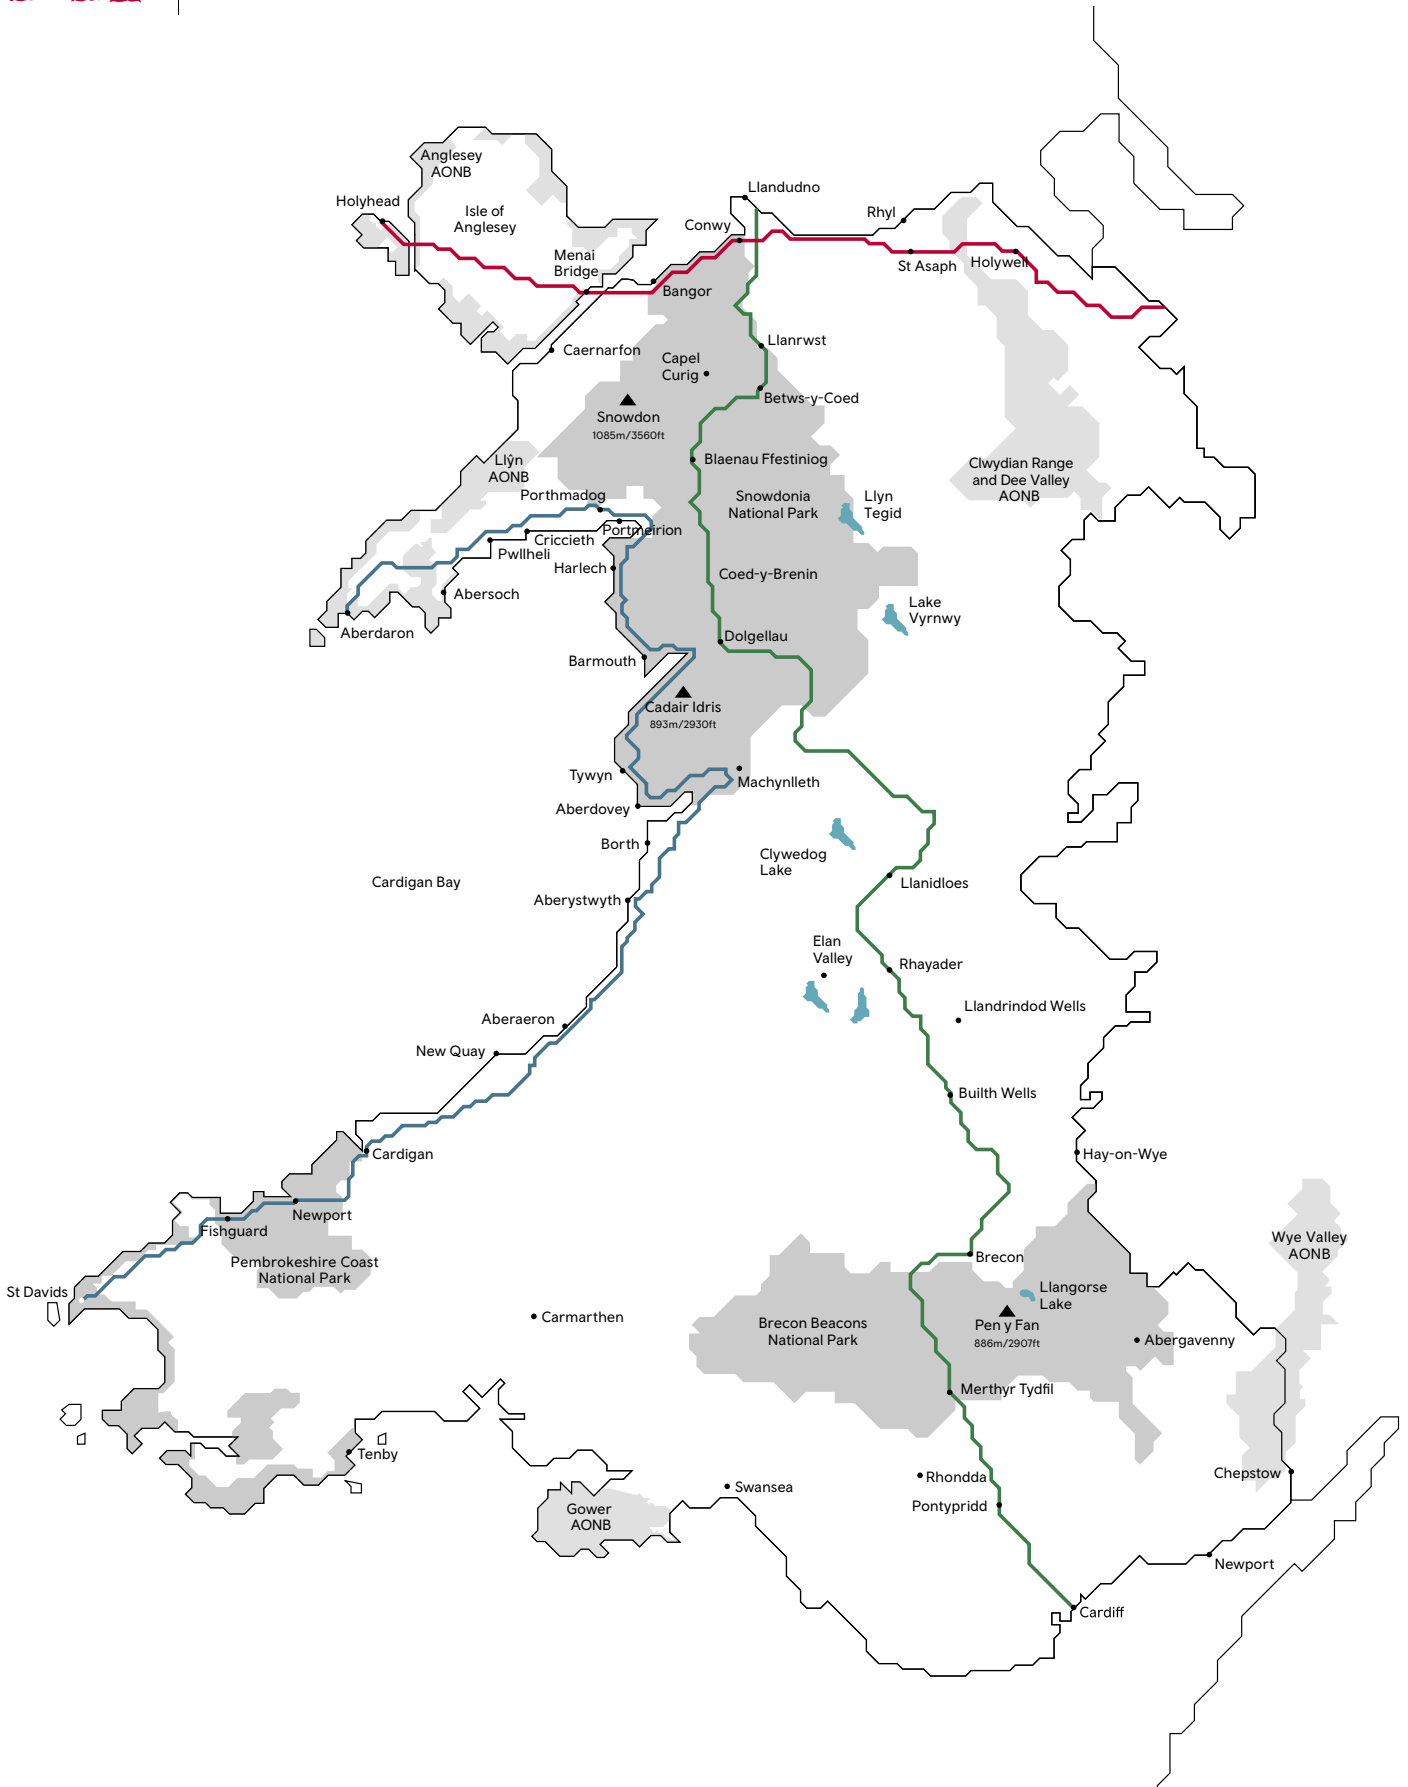 Llandudno
Anglesey
AONB
Holyhead
Isle of
Anglesey
Rhyl
Conwy
Menai
Bridge
St Asaph
Holywell
Bangor
Llanrwst
Caernarfon
Capel
Curig
Betws-y-Coed
Snowdon
1085m/3560ft
Llŷn
AONB
Blaenau Ffestiniog
Clwydian Range
and Dee Valley
AONB
Porthmadog
Snowdonia
National Park
Llyn
Tegid
Portmeirion
Criccieth
Pwllheli
Harlech
Coed-y-Brenin
Abersoch
Lake
Vyrnwy
Aberdaron
Dolgellau
Barmouth
Cadair Idris
893m/2930ft
Tywyn
Machynlleth
Aberdovey
Borth
Clywedog
Lake
Cardigan Bay
Llanidloes
Aberystwyth
Elan
Valley
Rhayader
Llandrindod Wells
Aberaeron
New Quay
Builth Wells
Cardigan
Hay-on-Wye
Newport
Fishguard
Wye Valley
AONB
Pembrokeshire Coast
National Park
Brecon
St Davids
Llangorse
Lake
Carmarthen
Brecon Beacons
National Park
Pen y Fan
886m/2907ft
Abergavenny
Merthyr Tydfil
Tenby
Chepstow
Rhondda
Swansea
Pontypridd
Gower
AONB
Newport
Cardiff